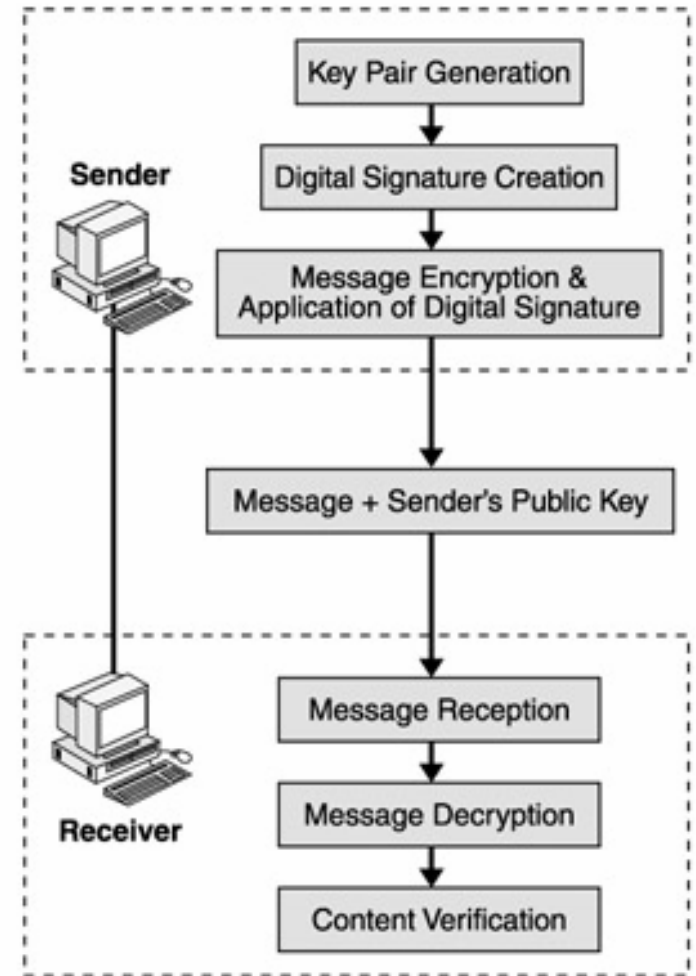 Key Pair Generation
Sender
Digital Signature Creation
Message Encryption &
Application of Digital Signature
Message + Sender's Public Key
Message Reception
Message Decryption
Receiver
Content Verification